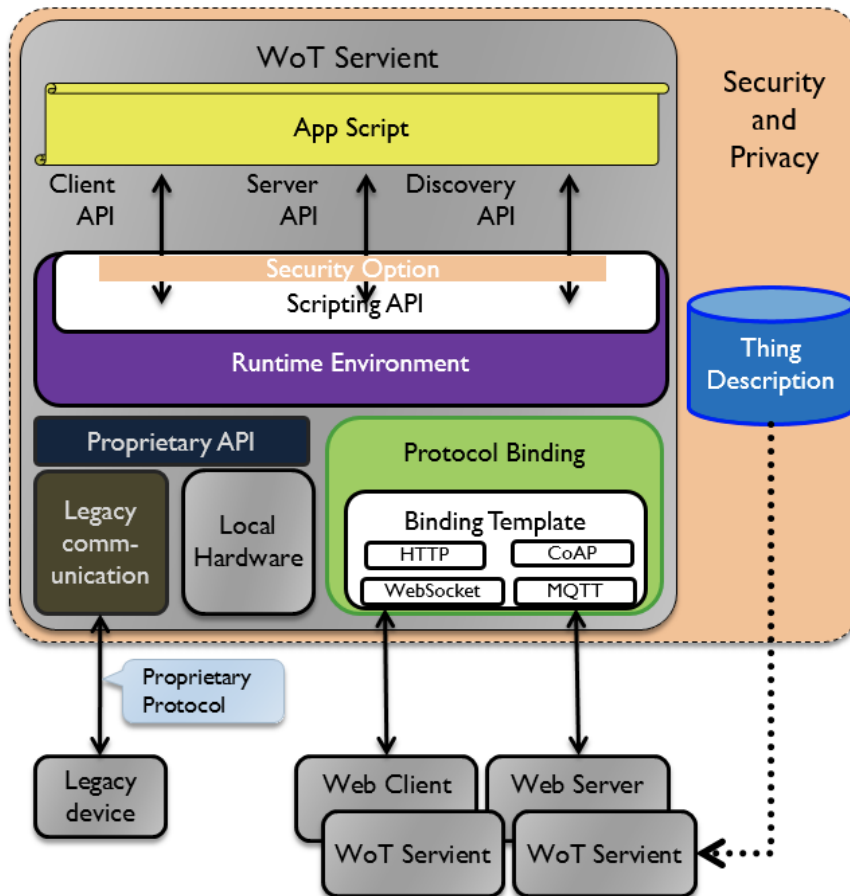 WoT Servient
Security
and
Privacy
App Script
Client
API
Server
API
Discovery
API
Security Option
Scripting API
Runtime Environment
Thing
Description
Proprietary API
Protocol Binding
Legacy
comm-
unication
Local
Hardware
Binding Template
HTTP
CoAP
WebSocket
MQTT
Proprietary
Protocol
Legacy
device
Web Client
Web Server
WoT Servient
WoT Servient